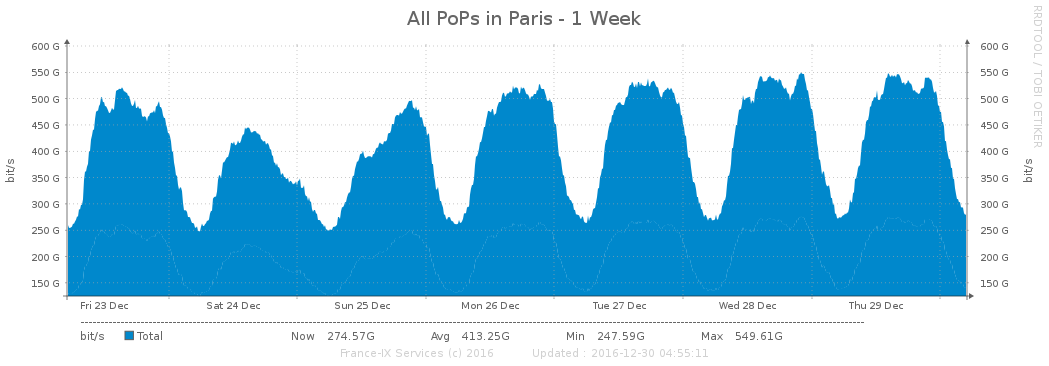 All PoPs in Paris - 1 Week
RRDTOOL / TOBI OETIKER
bit/s
600 G
550 G
500 G
450 G
400 G
350 G
300 G
250 G
200 G
150 G
600 G
550 G
500 G
450 G
400 G
350 G
300 G
250 G
200 G
150 G
bit/s
Fri 23 Dec Sat 24 Dec Sun 25 Dec Mon 26 Dec Tue 27 Dec Wed 28 Dec Thu 29 Dec
bit/s Total Now 274.57G Avg 413.25G Min 247.59G Max 549.61G
France-IX Services (c) 2016 Updated : 2016-12-30 04:55:11